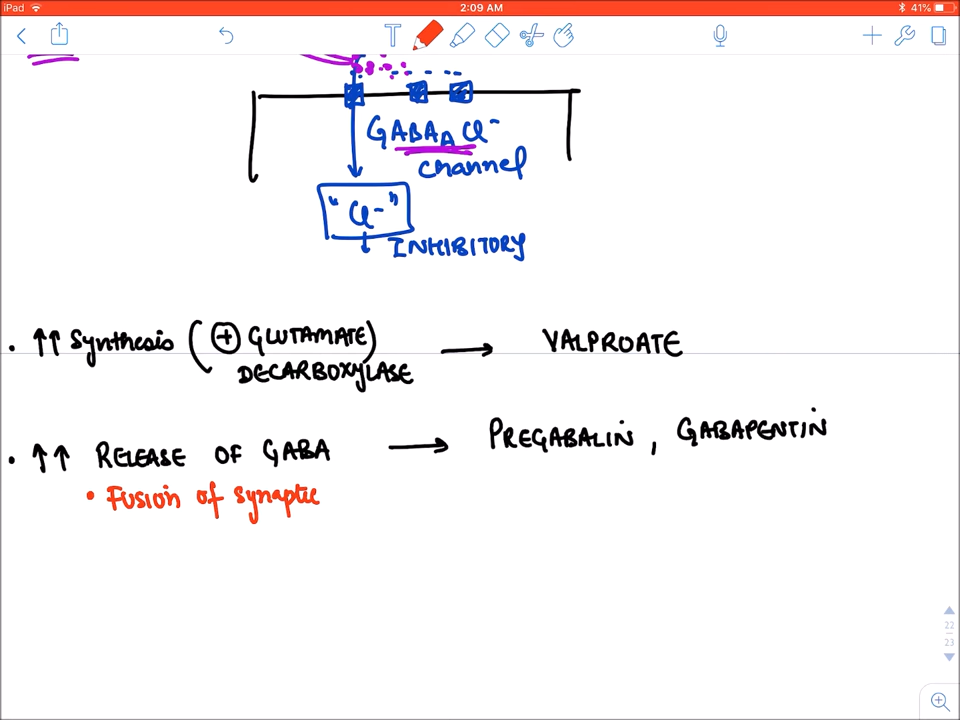 iPad 2:09 AM 41%
T
GABAA Cl⁻
channel
"Cl⁻"
↓ INHIBITORY
• ↑↑ Synthesis (⊕ GLUTAMATE) → VALPROATE
DECARBOXYLASE
• ↑↑ RELEASE OF GABA → PREGABALIN, GABAPENTIN
• Fusion of synaptic
22
23